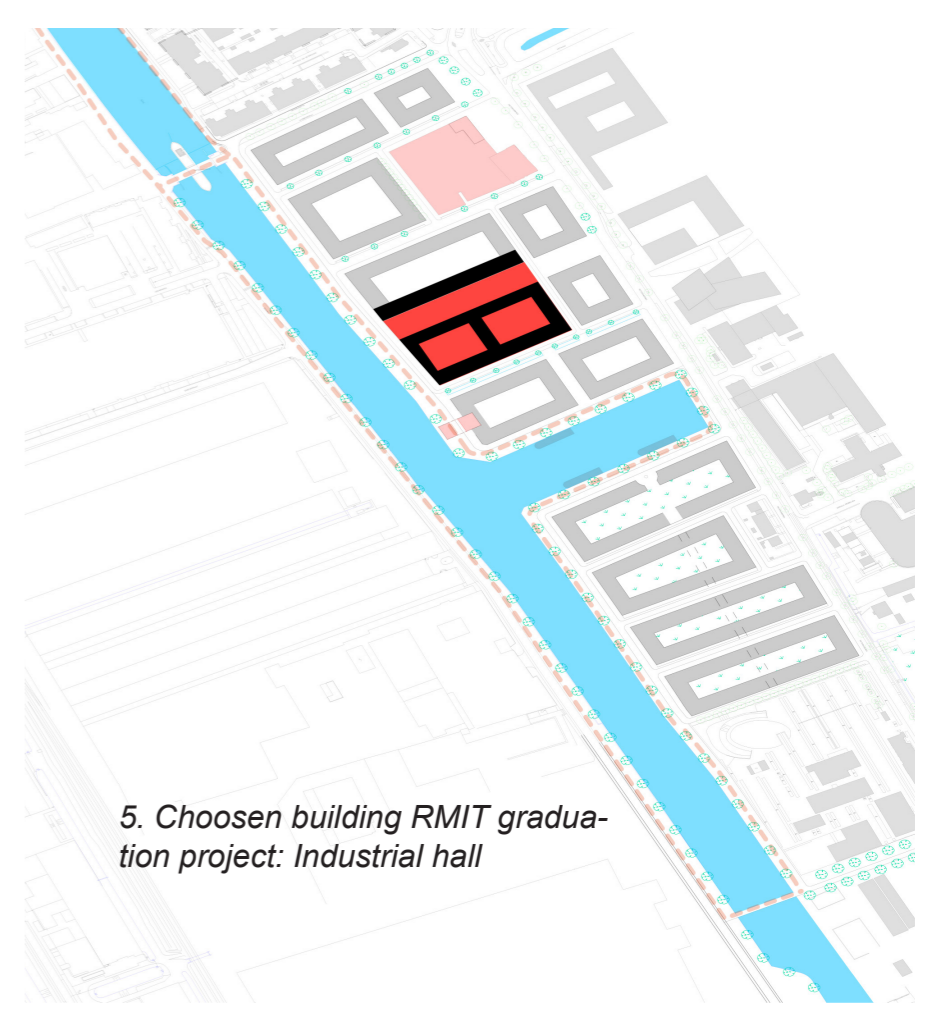 5. Choosen building RMIT gradua-
tion project: Industrial hall